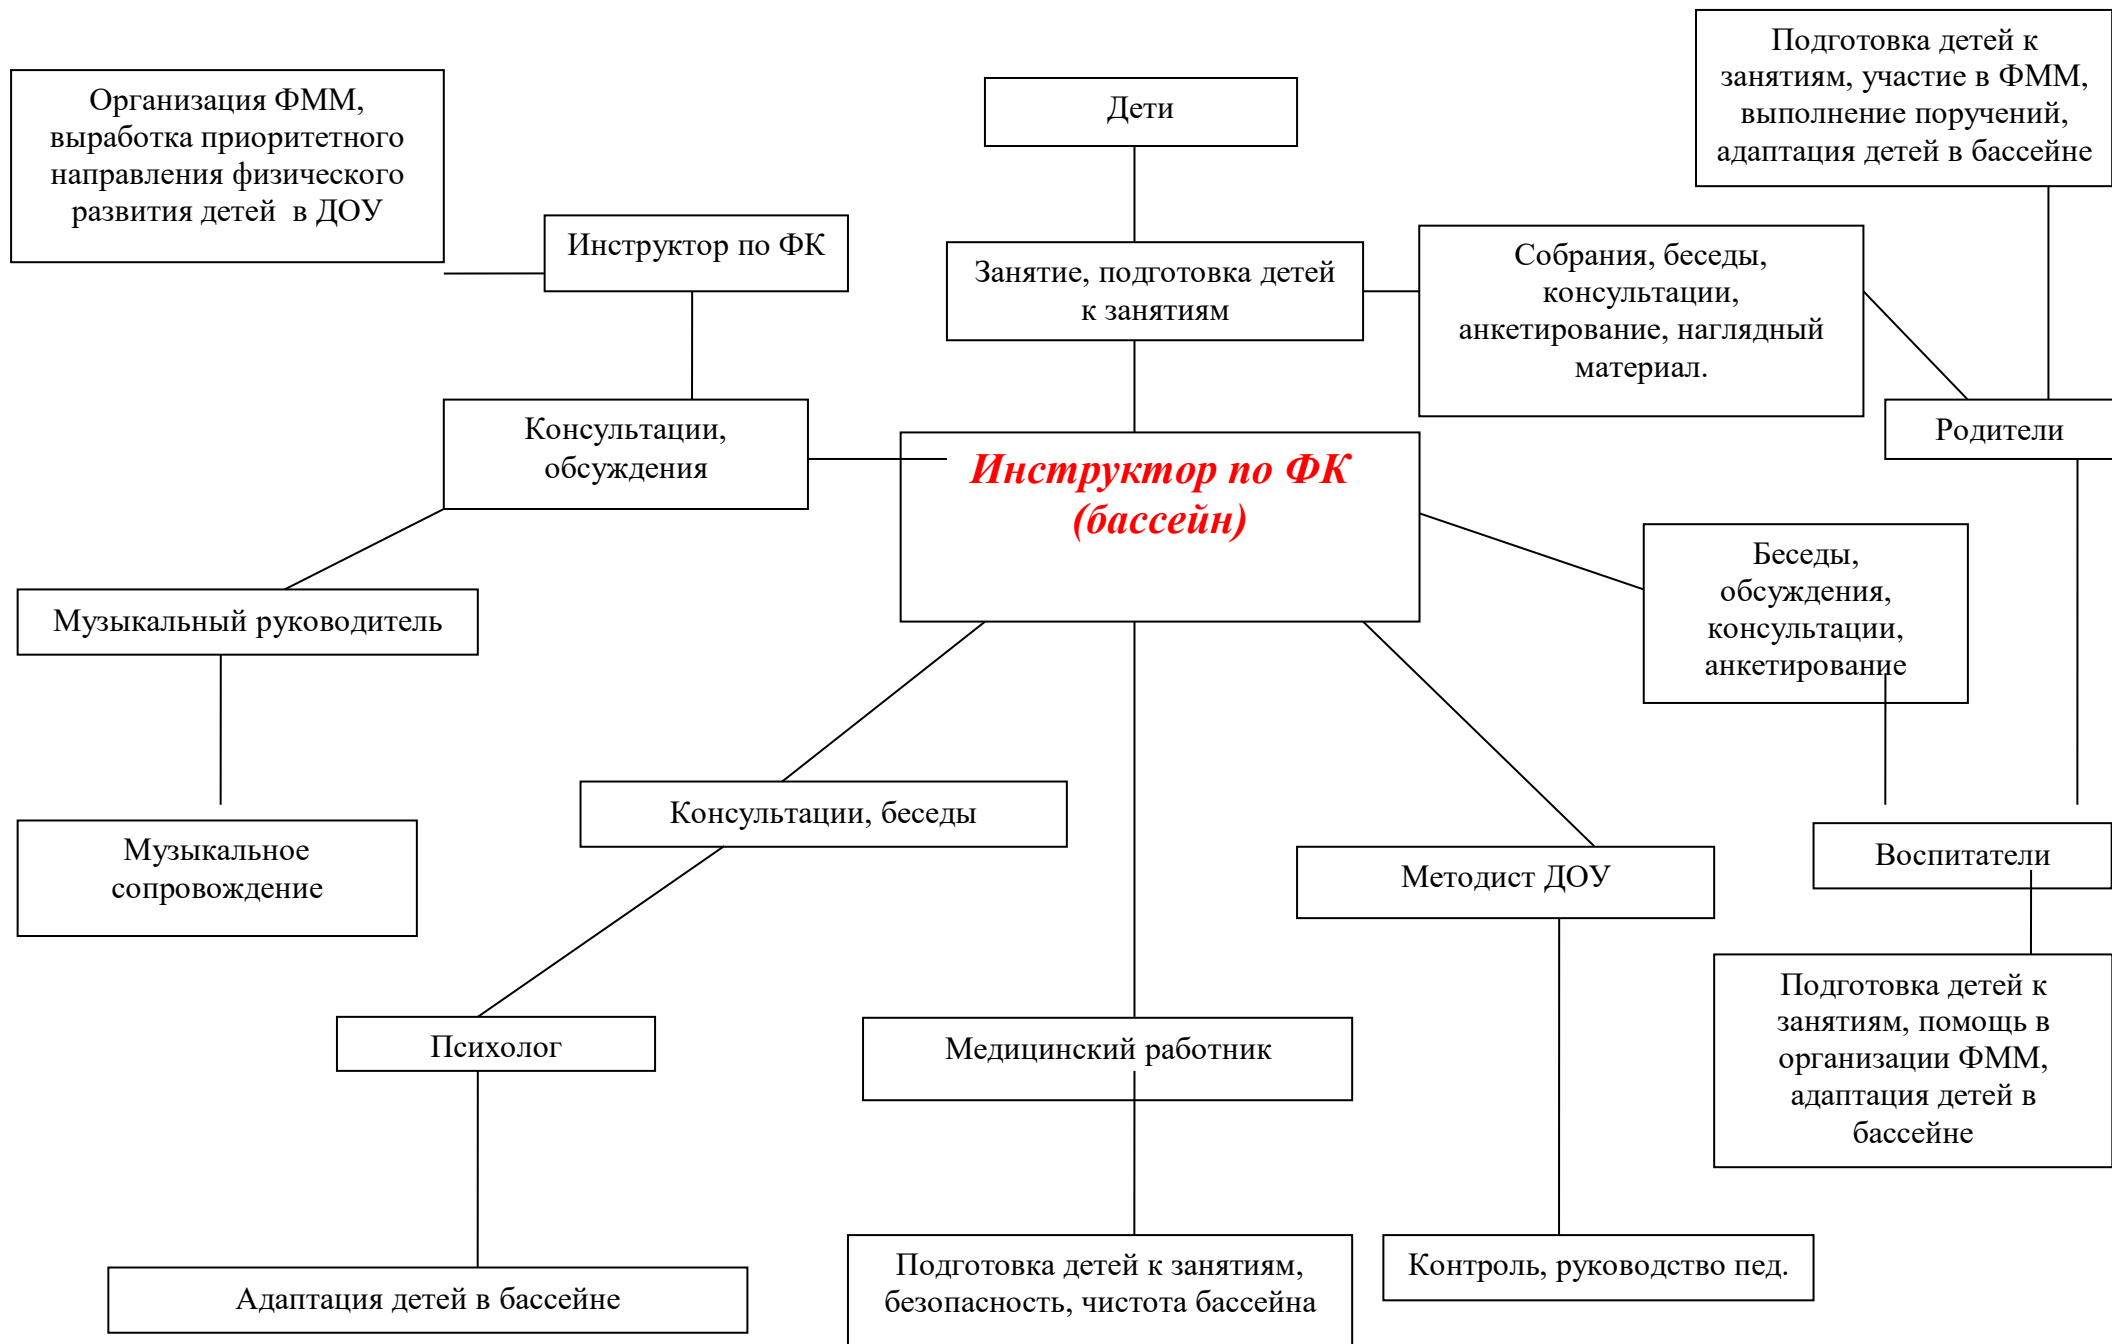 Подготовка детей к
занятиям, участие в ФММ,
выполнение поручений,
адаптация детей в бассейне
Организация ФММ,
выработка приоритетного
направления физического
развития детей  в ДОУ
Дети
Инструктор по ФК
Занятие, подготовка детей
к занятиям
Собрания, беседы,
консультации,
анкетирование, наглядный
материал.
Консультации,
обсуждения
Инструктор по ФК
(бассейн)
Родители
Беседы,
обсуждения,
консультации,
анкетирование
Музыкальный руководитель
Консультации, беседы
Музыкальное
сопровождение
Методист ДОУ
Воспитатели
Психолог
Медицинский работник
Подготовка детей к
занятиям, помощь в
организации ФММ,
адаптация детей в
бассейне
Адаптация детей в бассейне
Подготовка детей к занятиям,
безопасность, чистота бассейна
Контроль, руководство пед.